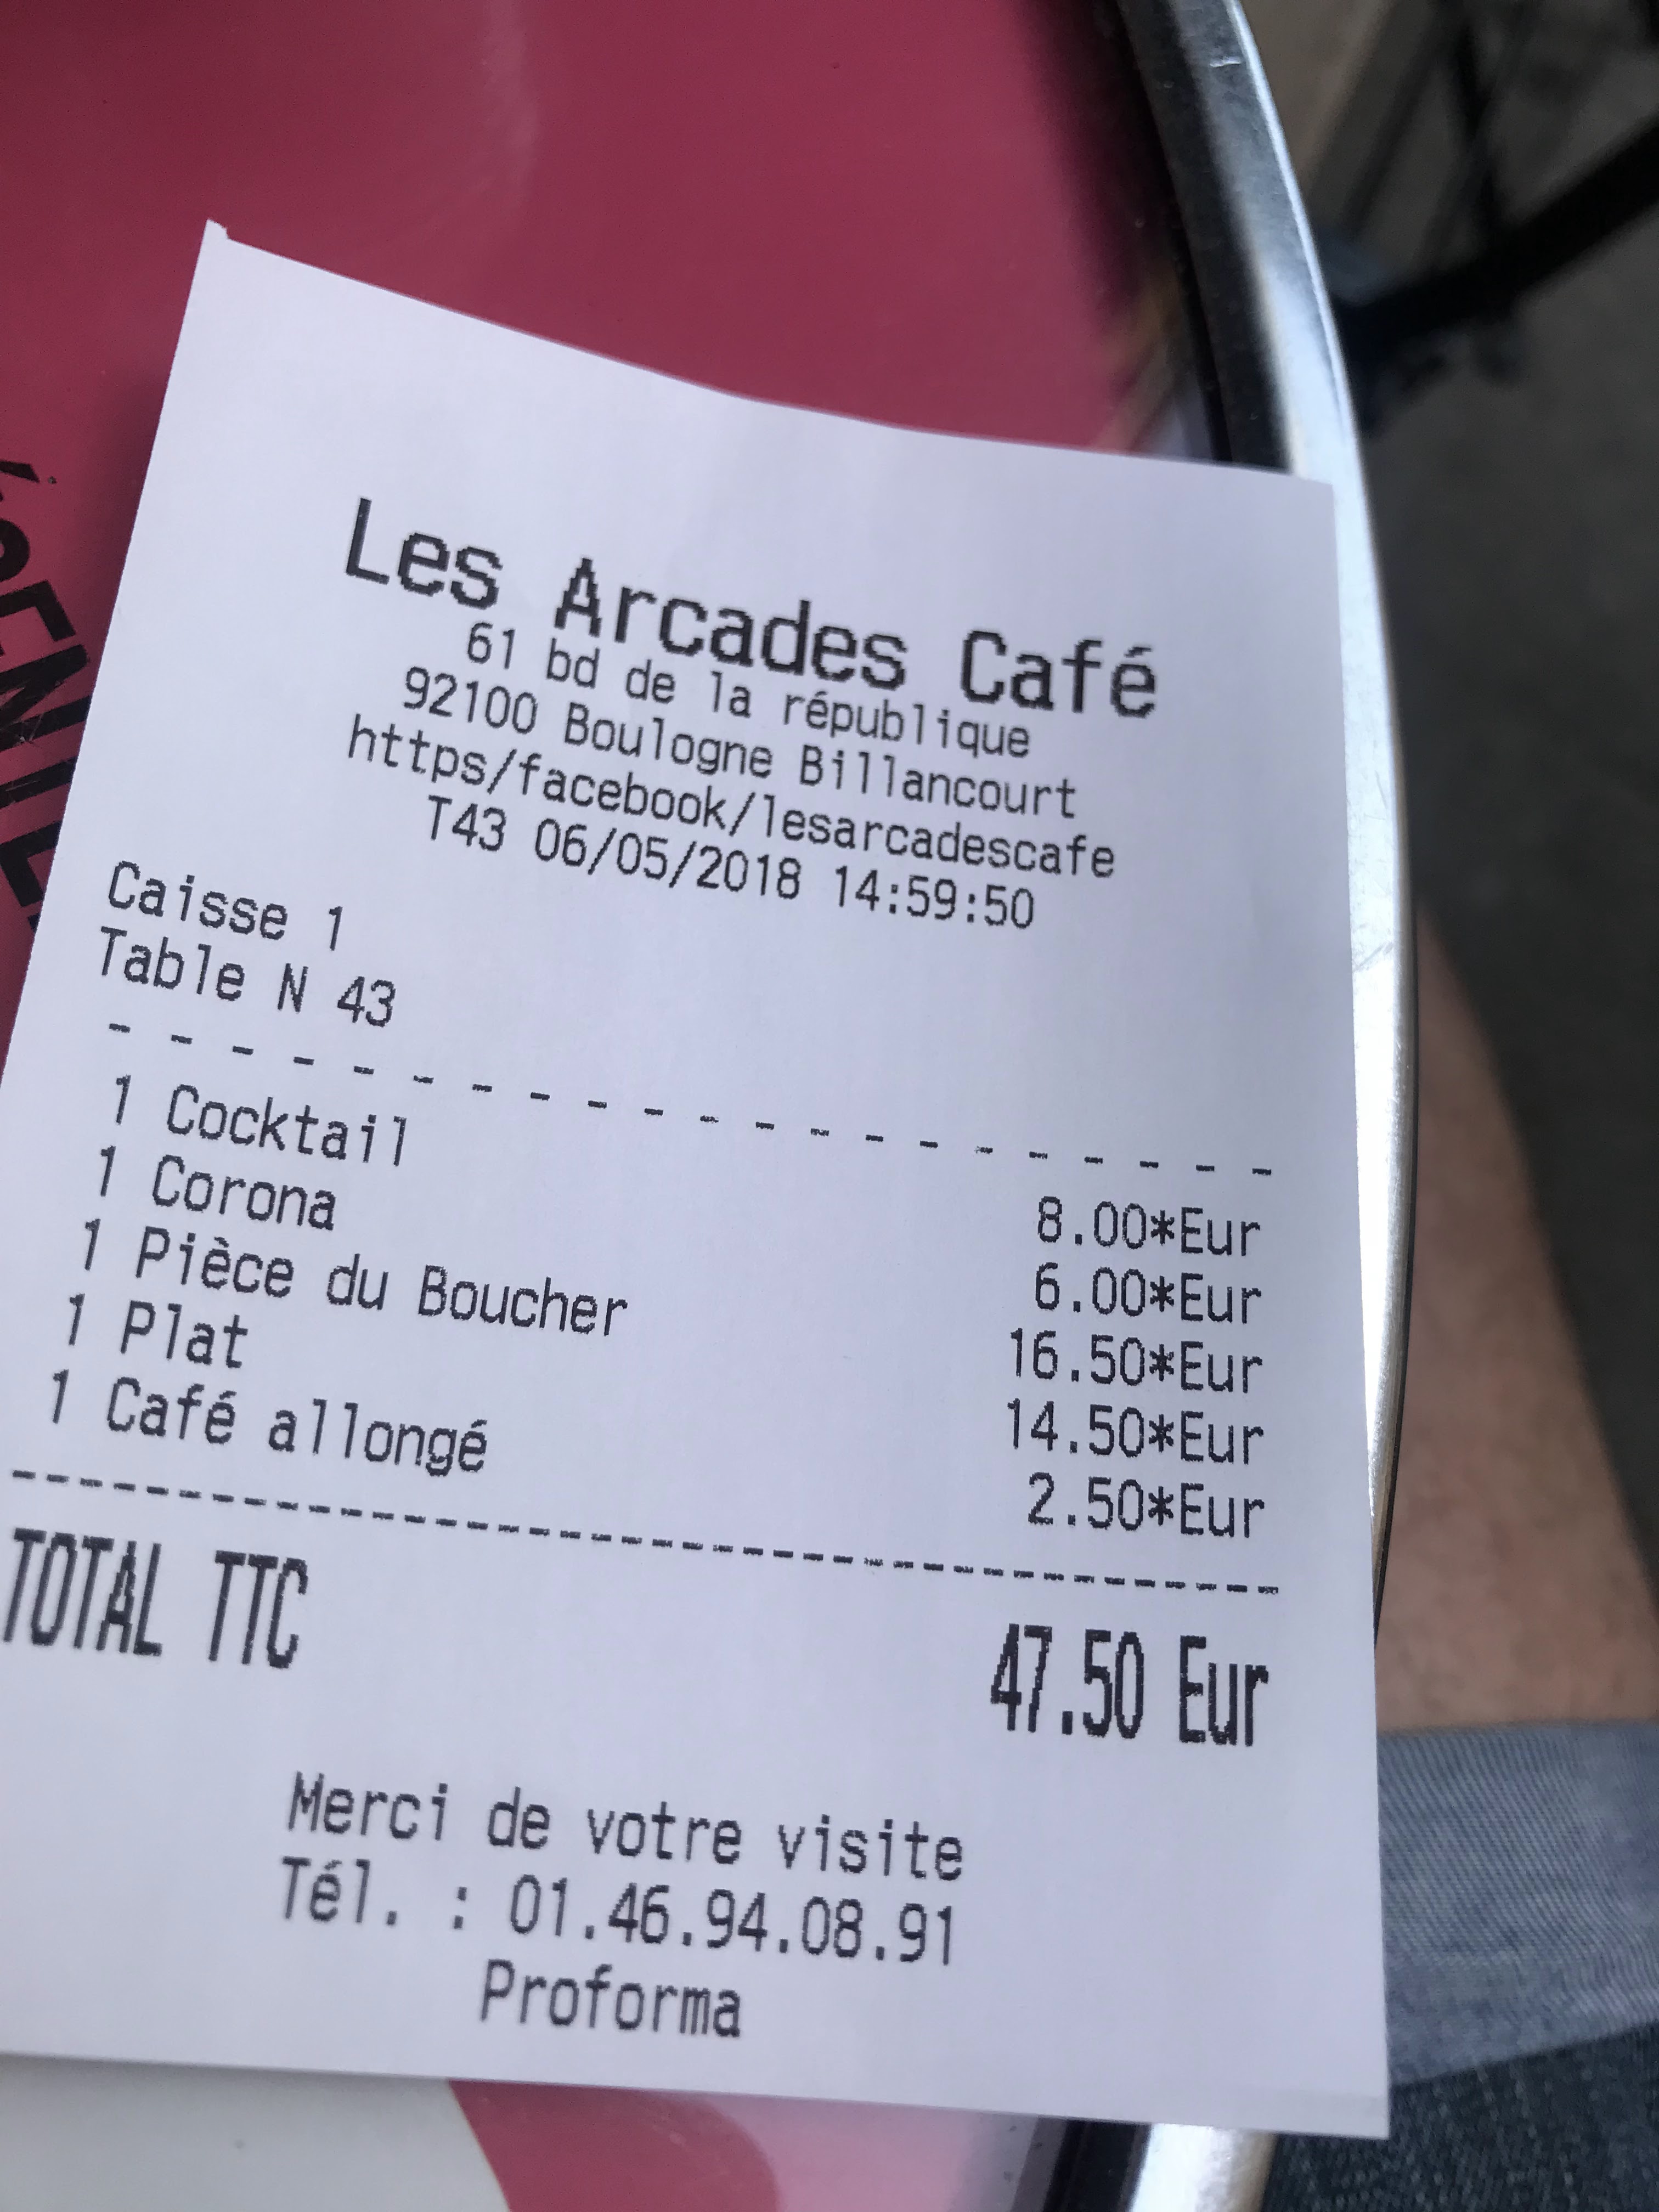 Les Arcades Café
61 bd de la république
92100 Boulogne Billancourt
https/facebook/lesarcadescafe
T43 06/05/2018 14:59:50
Caisse 1
Table N 43
- - - - - - - - - - - - - - - - - - - - -
1 Cocktail 8.00*Eur
1 Corona 6.00*Eur
1 Pièce du Boucher 16.50*Eur
1 Plat 14.50*Eur
1 Café allongé 2.50*Eur
----------------------------------------
TOTAL TTC 47.50 Eur
Merci de votre visite
Tél. : 01.46.94.08.91
Proforma